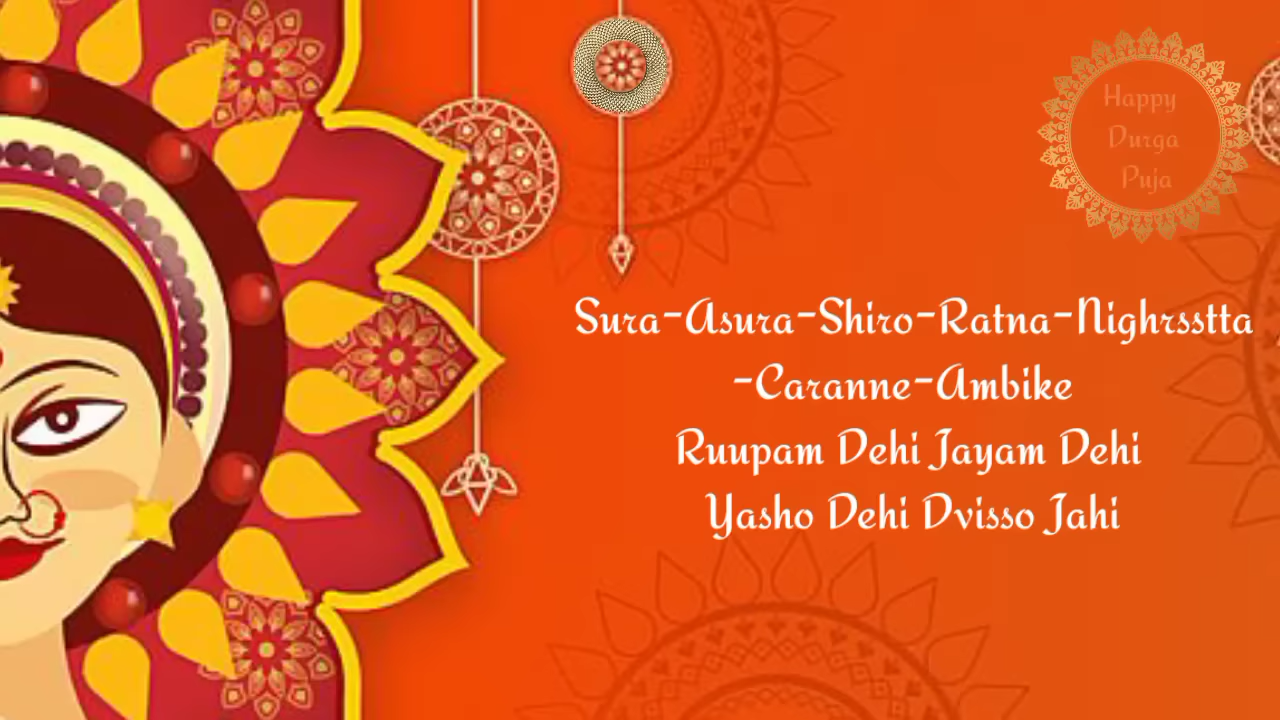 Happy
Durga
Puja
Sura-Asura-Shiro-Ratna-Nighrsstta
-Caranne-Ambike
Ruupam Dehi Jayam Dehi
Yasho Dehi Dvisso Jahi